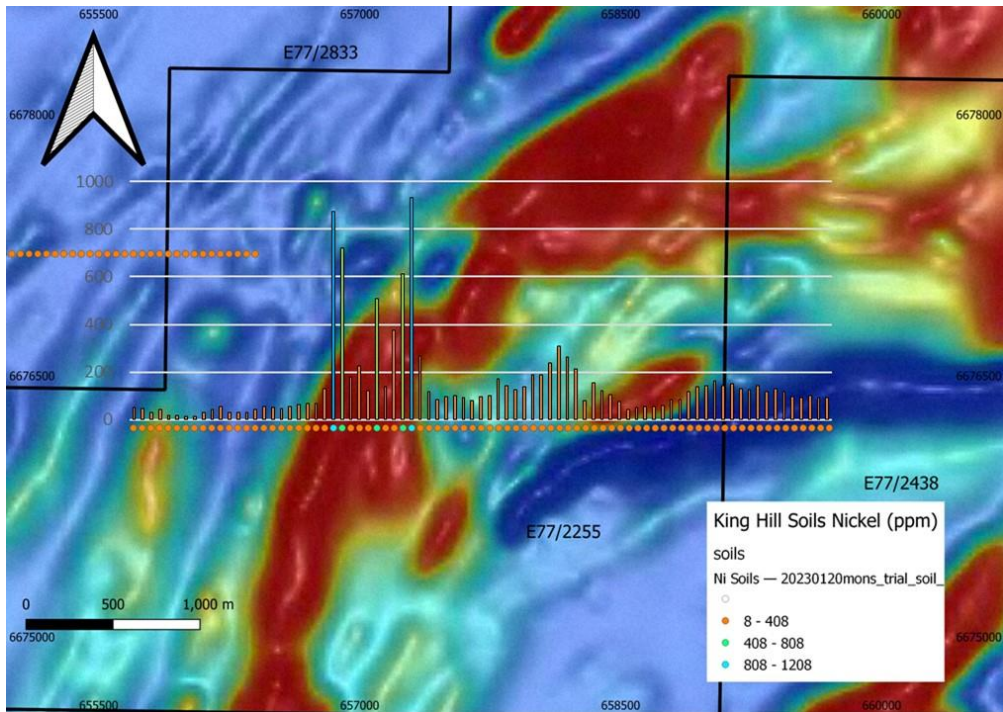 655500 657000 658500 660000
E77/2833
6678000 6678000
1000
800
600
400
200
0
6676500 6676500
E77/2438
E77/2255
King Hill Soils Nickel (ppm)
soils
Ni Soils — 20230120mons_trial_soil_
8 - 408
408 - 808
808 - 1208
0 500 1,000 m
6675000 6675000
655500 657000 658500 660000